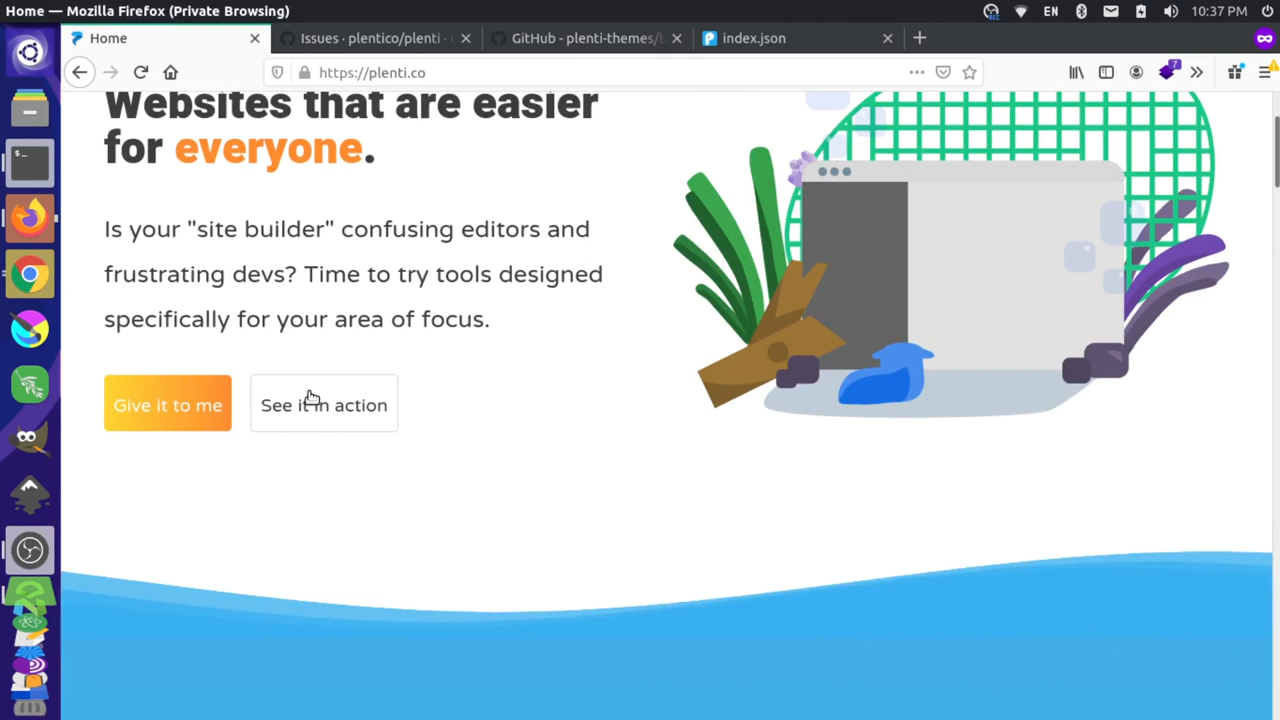 Home — Mozilla Firefox (Private Browsing)
EN
10:37 PM
Home
Issues · plentico/plenti ·
GitHub - plenti-themes/b
index.json
https://plenti.co
7
Websites that are easier
for everyone.
Is your "site builder" confusing editors and
frustrating devs? Time to try tools designed
specifically for your area of focus.
Give it to me
See it in action